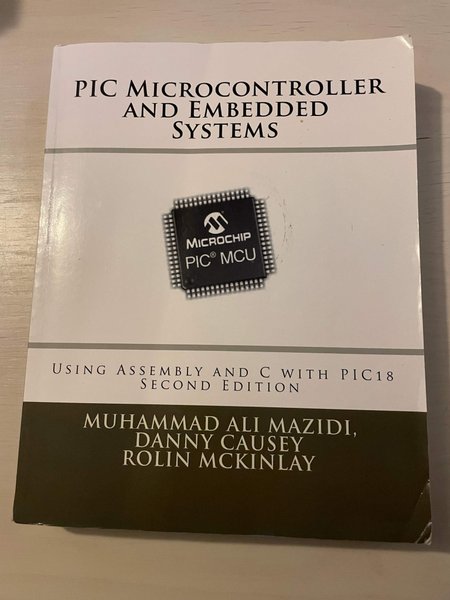 PIC MICROCONTROLLER
AND EMBEDDED
SYSTEMS
MICROCHIP
PIC® MCU
USING ASSEMBLY AND C WITH PIC18
SECOND EDITION
MUHAMMAD ALI MAZIDI,
DANNY CAUSEY
ROLIN MCKINLAY